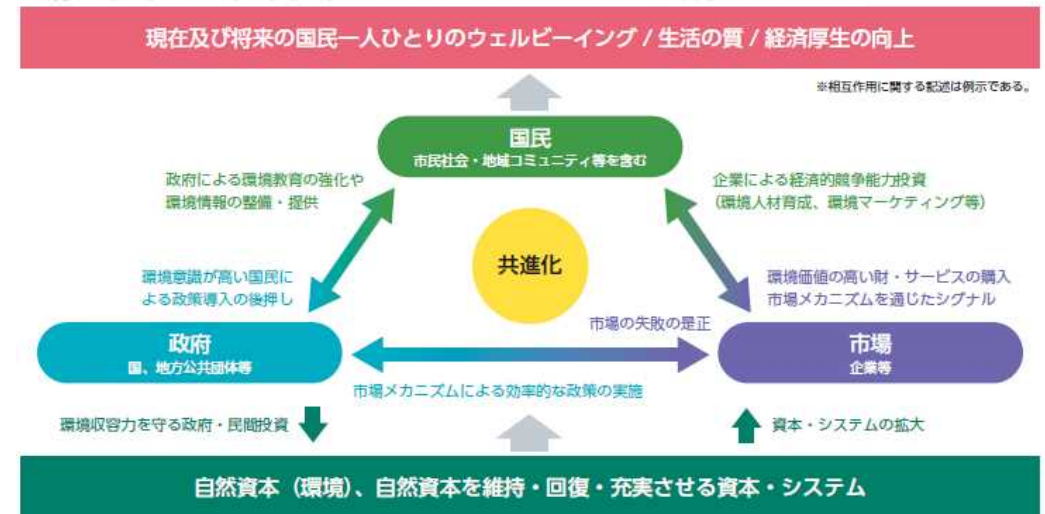 現在及び将来の国民一人ひとりのウェルビーイング / 生活の質 / 経済厚生の向上
※相互作用に関する記述は例示である。
国民
市民社会・地域コミュニティ等を含む
政府による環境教育の強化や
環境情報の整備・提供
企業による経済的競争能力投資
（環境人材育成、環境マーケティング等）
共進化
環境意識が高い国民に
よる政策導入の後押し
環境価値の高い財・サービスの購入
市場メカニズムを通じたシグナル
市場の失敗の是正
政府
国、地方公共団体等
市場
企業等
市場メカニズムによる効率的な政策の実施
環境収容力を守る政府・民間投資
資本・システムの拡大
自然資本（環境）、自然資本を維持・回復・充実させる資本・システム